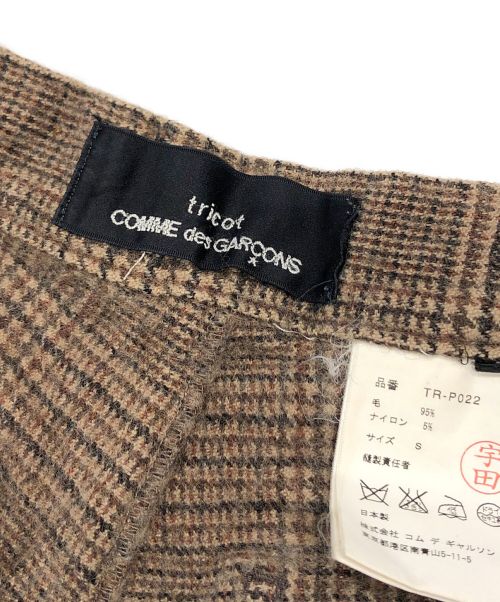 tricot
COMME des GARÇONS
品番 TR-P022
毛 95%
ナイロン 5%
サイズ S
縫製責任者
宇田
日本製
株式会社 コム デ ギャルソン
東京都港区南青山5-11-5